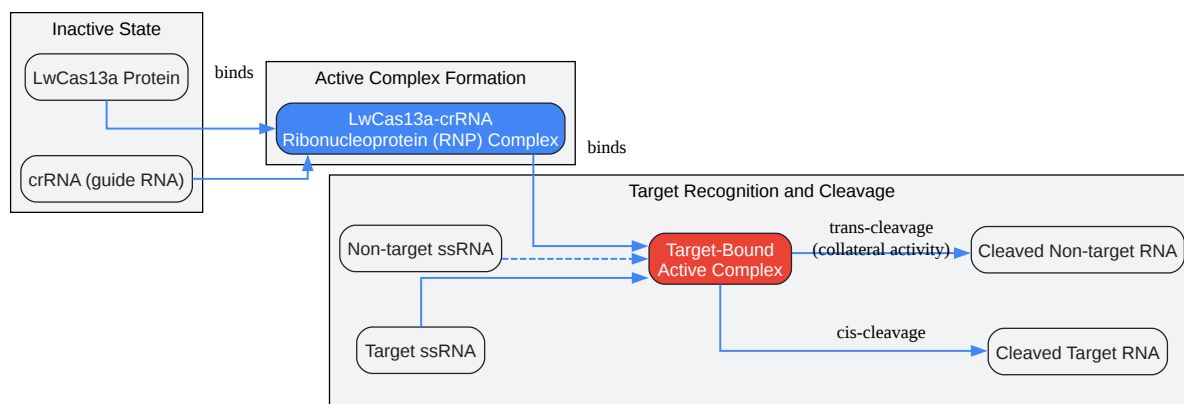 Inactive State
LwCas13a Protein
crRNA (guide RNA)
binds
Active Complex Formation
LwCas13a-crRNA
Ribonucleoprotein (RNP) Complex
binds
Target Recognition and Cleavage
Non-target ssRNA
Target ssRNA
Target-Bound
Active Complex
trans-cleavage
(collateral activity)
Cleaved Non-target RNA
cis-cleavage
Cleaved Target RNA